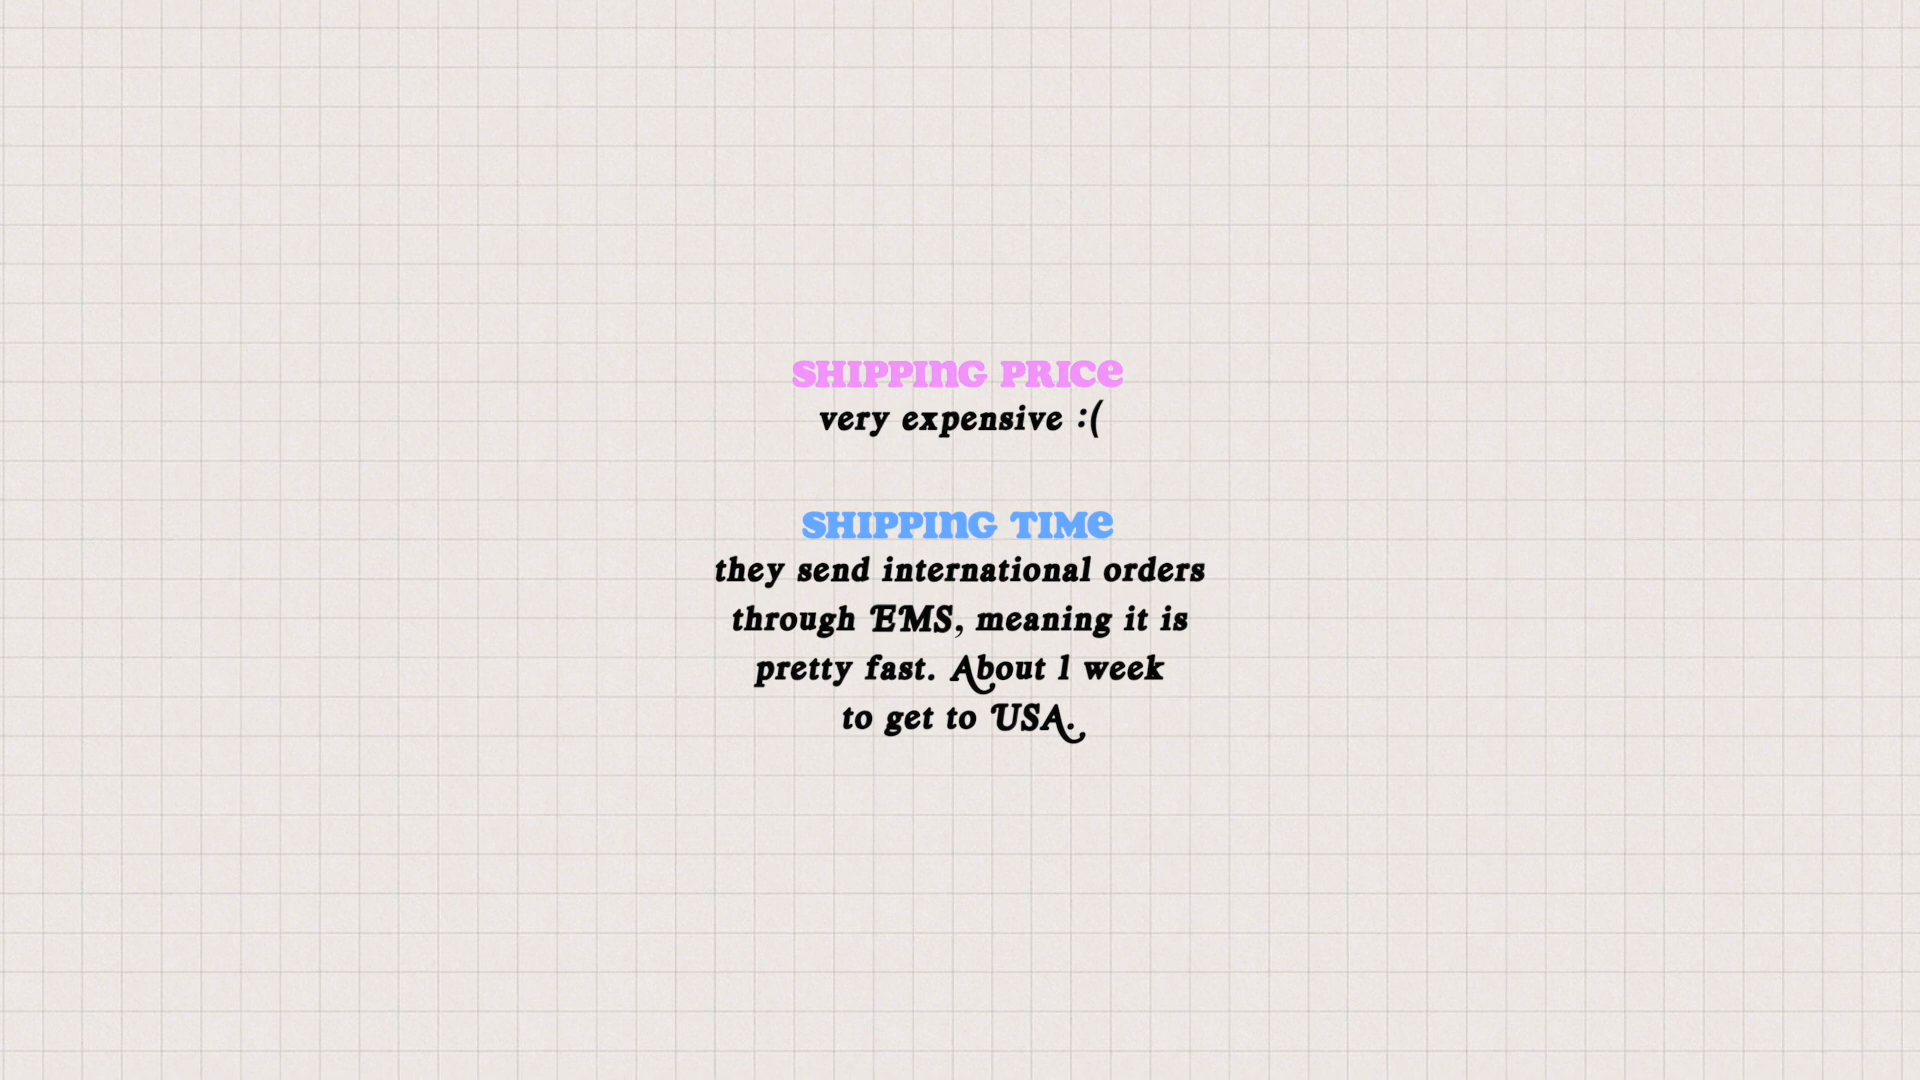 SHIPPING PRICE
very expensive :(
SHIPPING TIME
they send international orders
through EMS, meaning it is
pretty fast. About 1 week
to get to USA.